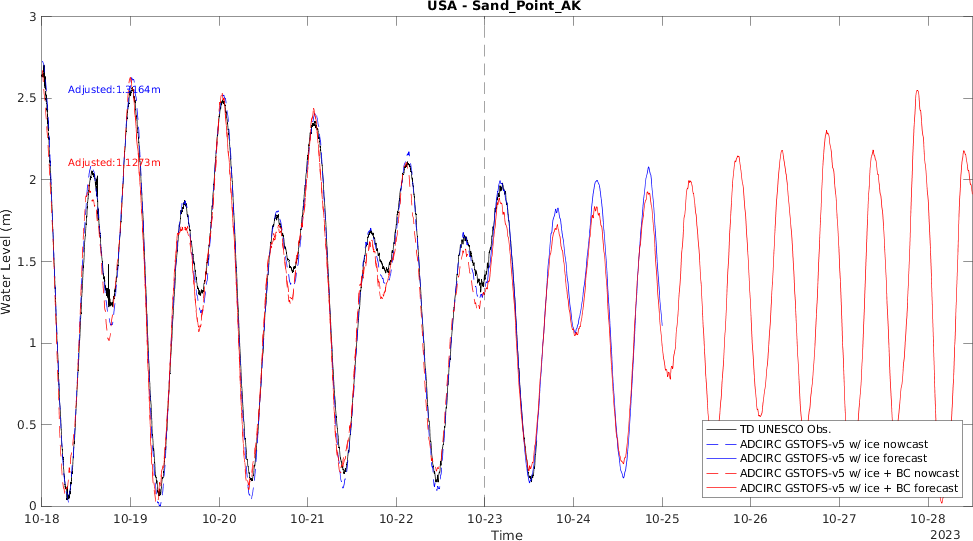 USA - Sand_Point_AK
3
2.5
2
1.5
1
0.5
0
Water Level (m)
Adjusted:1.3164m
Adjusted:1.1273m
10-18
10-19
10-20
10-21
10-22
10-23
10-24
10-25
10-26
10-27
10-28
2023
Time
TD UNESCO Obs.
ADCIRC GSTOFS-v5 w/ ice nowcast
ADCIRC GSTOFS-v5 w/ ice forecast
ADCIRC GSTOFS-v5 w/ ice + BC nowcast
ADCIRC GSTOFS-v5 w/ ice + BC forecast